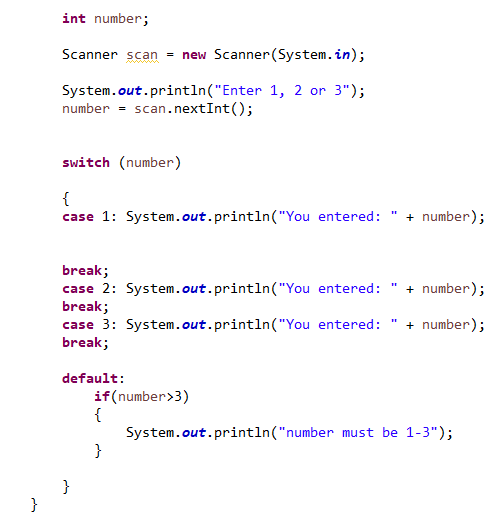 int number;
Scanner scan = new Scanner(System.in);
System.out.println("Enter 1, 2 or 3");
number = scan.nextInt();
switch (number)
{
case 1: System.out.println("You entered: " + number);
break;
case 2: System.out.println("You entered: " + number);
break;
case 3: System.out.println("You entered: " + number);
break;
default:
if(number>3)
{
System.out.println("number must be 1-3");
}
}
}